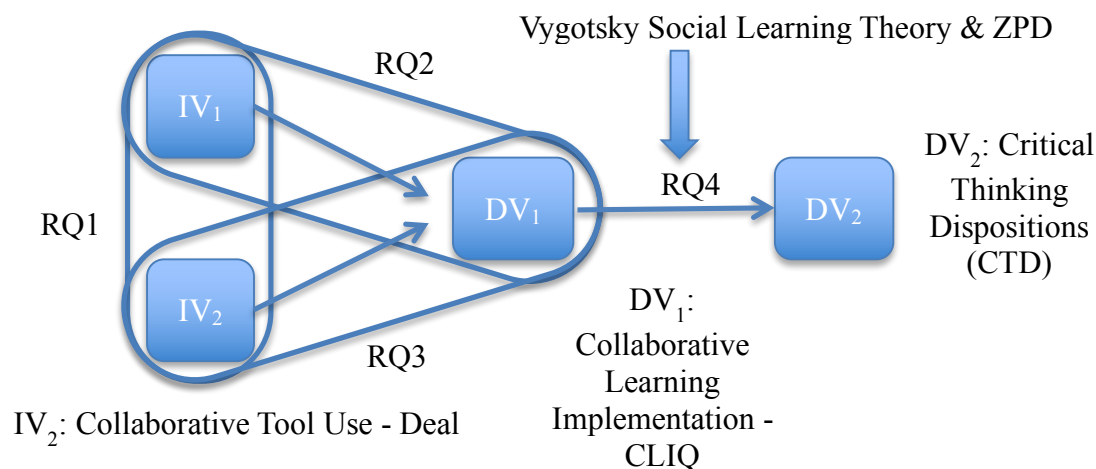 Vygotsky Social Learning Theory & ZPD
RQ2
IV1
RQ1
DV1
RQ4
DV2
DV2: Critical
Thinking
Dispositions
(CTD)
IV2
RQ3
IV2: Collaborative Tool Use - Deal
DV1:
Collaborative
Learning
Implementation -
CLIQ